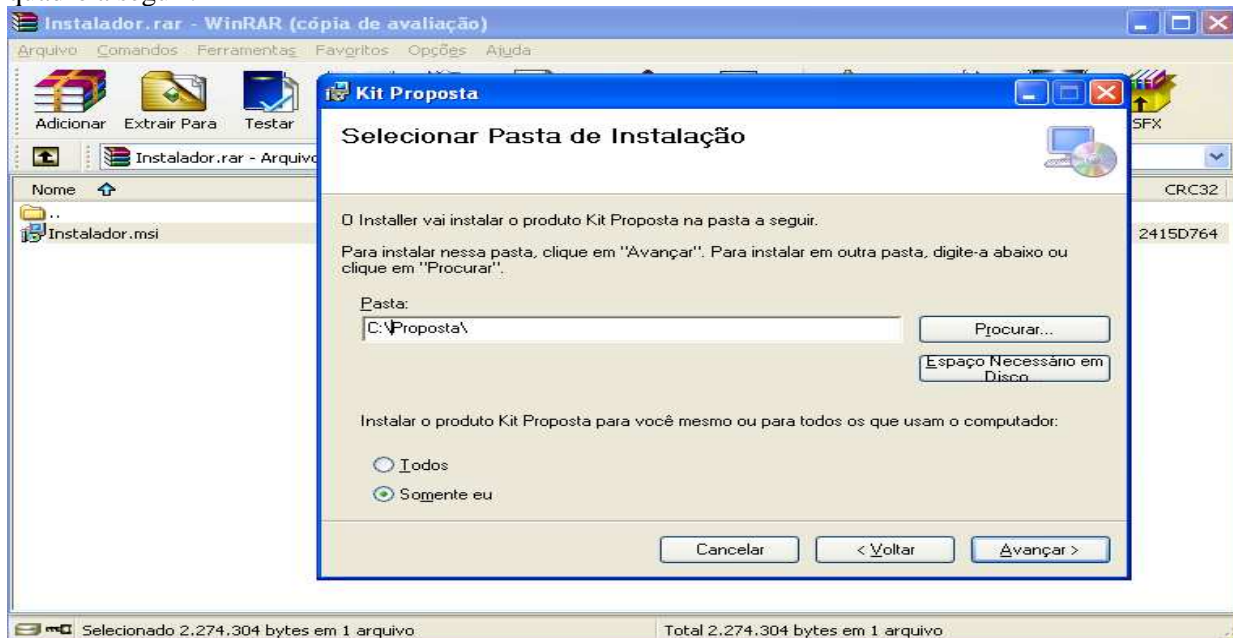 Instalador.rar - WinRAR (cópia de avaliação)
Arquivo Comandos Ferramentas Favoritos Opções Ajuda
Adicionar Extrair Para Testar SFX
Instalador.rar - Arquivo
Nome CRC32
..
Instalador.msi 2415D764
Kit Proposta
Selecionar Pasta de Instalação
O Installer vai instalar o produto Kit Proposta na pasta a seguir.
Para instalar nessa pasta, clique em "Avançar". Para instalar em outra pasta, digite-a abaixo ou
clique em "Procurar".
Pasta:
C:\Proposta\
Procurar...
Espaço Necessário em
Disco
Instalar o produto Kit Proposta para você mesmo ou para todos os que usam o computador:
Todos
Somente eu
Cancelar < Voltar Avançar >
Selecionado 2.274.304 bytes em 1 arquivo Total 2.274.304 bytes em 1 arquivo